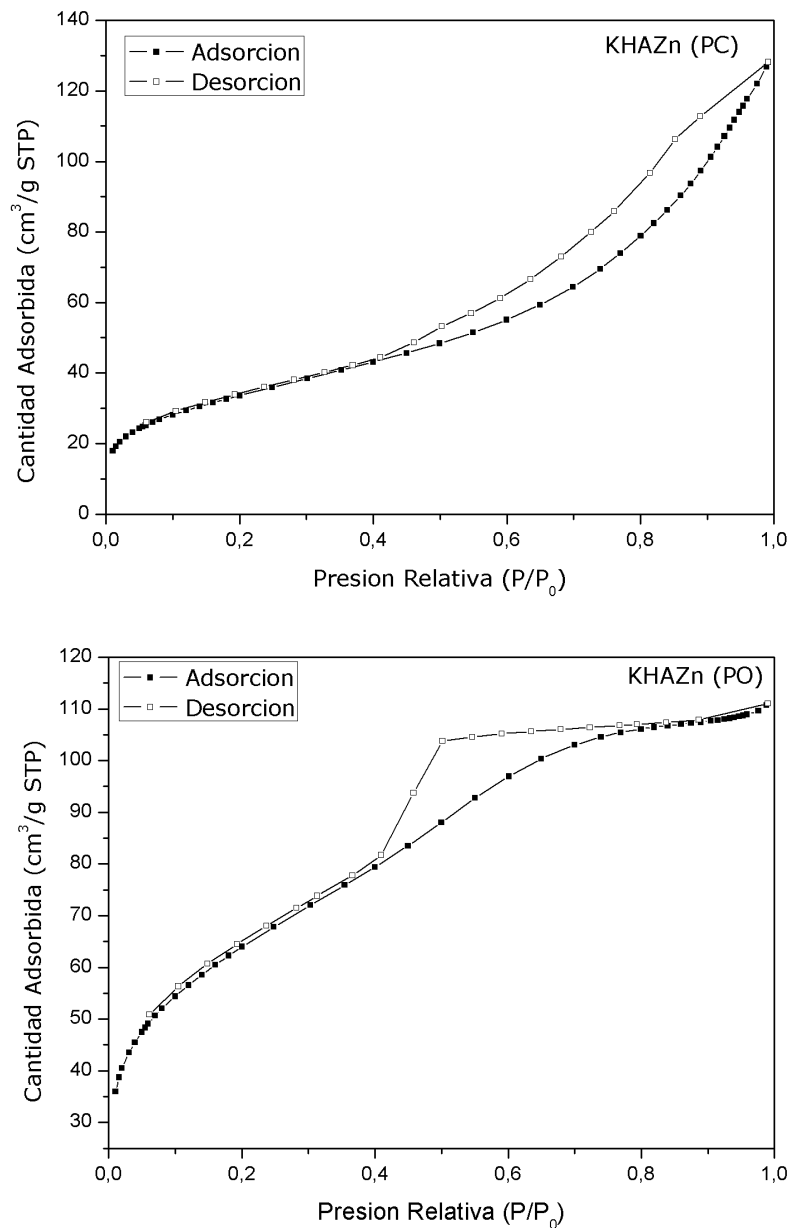 140
120
100
80
60
40
20
0
Cantidad Adsorbida (cm³/g STP)
Adsorcion
Desorcion
KHAZn (PC)
0,0 0,2 0,4 0,6 0,8 1,0
Presion Relativa (P/P₀)
120
110
100
90
80
70
60
50
40
30
Cantidad Adsorbida (cm³/g STP)
Adsorcion
Desorcion
KHAZn (PO)
0,0 0,2 0,4 0,6 0,8 1,0
Presion Relativa (P/P₀)